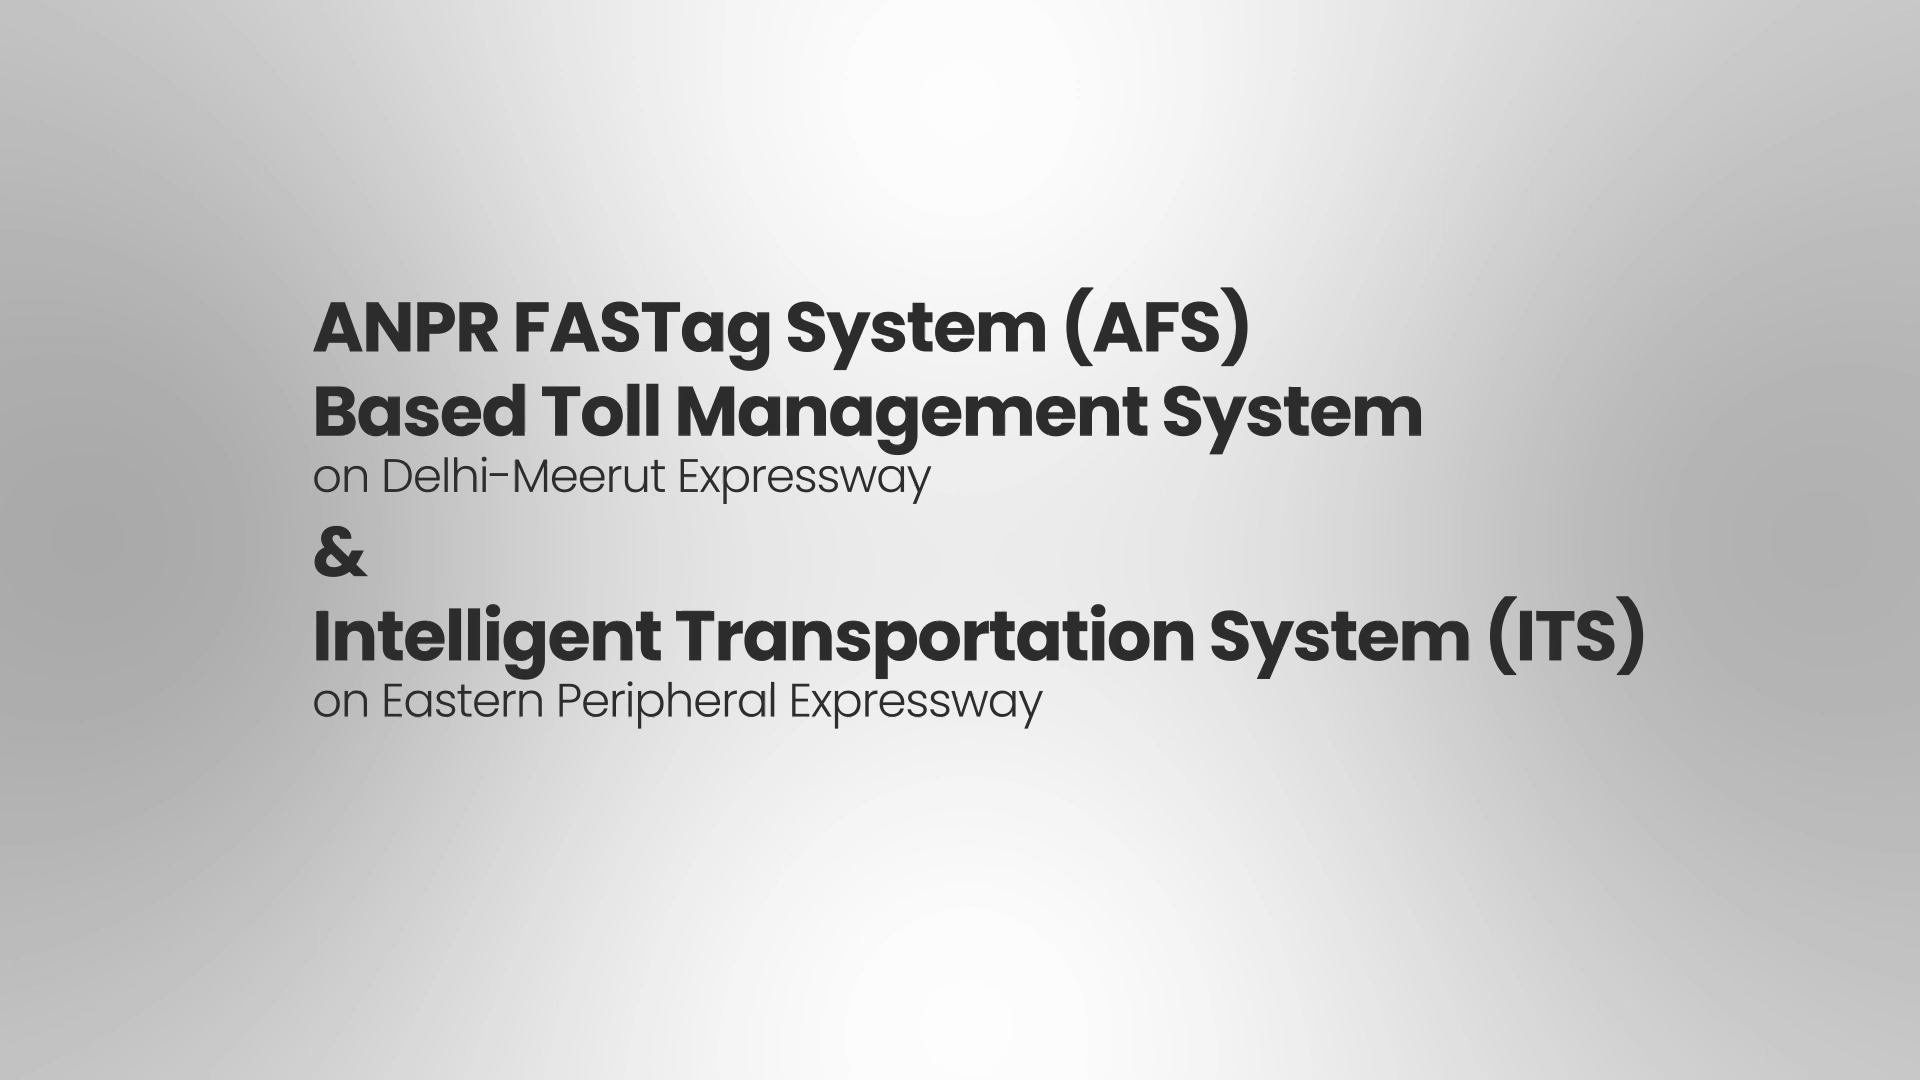 ANPR FASTag System (AFS)
Based Toll Management System
on Delhi-Meerut Expressway
&
Intelligent Transportation System (ITS)
on Eastern Peripheral Expressway